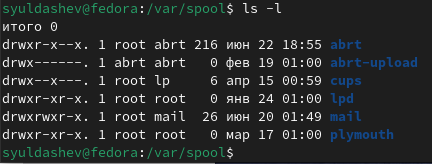 syuldashev@fedora:/var/spool$ ls -l
итого 0
drwxr-x--x. 1 root abrt 216 июн 22 18:55 abrt
drwx------. 1 abrt abrt   0 фев 19 01:00 abrt-upload
drwx--x---. 1 root lp     6 апр 15 00:59 cups
drwxr-xr-x. 1 root root   0 янв 24 01:00 lpd
drwxrwxr-x. 1 root mail  26 июн 20 01:49 mail
drwxr-xr-x. 1 root root   0 мар 17 01:00 plymouth
syuldashev@fedora:/var/spool$